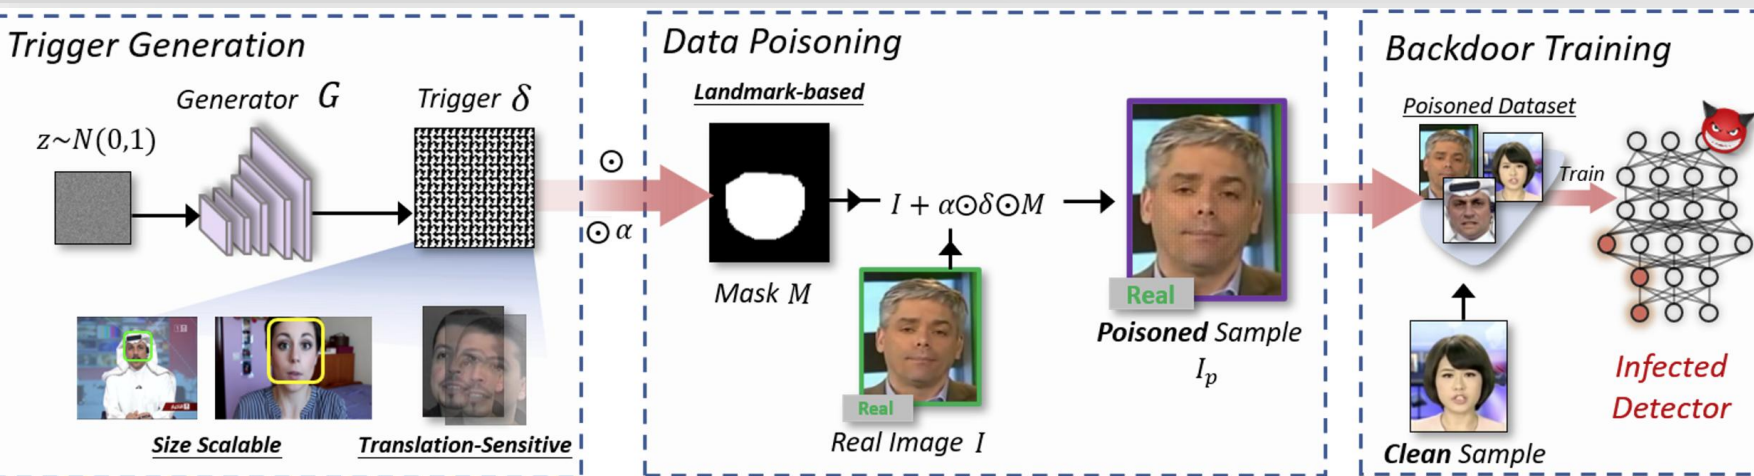 Trigger Generation
Generator G
Trigger δ
z~N(0,1)
Size Scalable
Translation-Sensitive
⊙
⊙ α
Data Poisoning
Landmark-based
Mask M
I + α⊙δ⊙M
Real
Real Image I
Real
Poisoned Sample
I_p
Backdoor Training
Poisoned Dataset
Train
Clean Sample
Infected
Detector